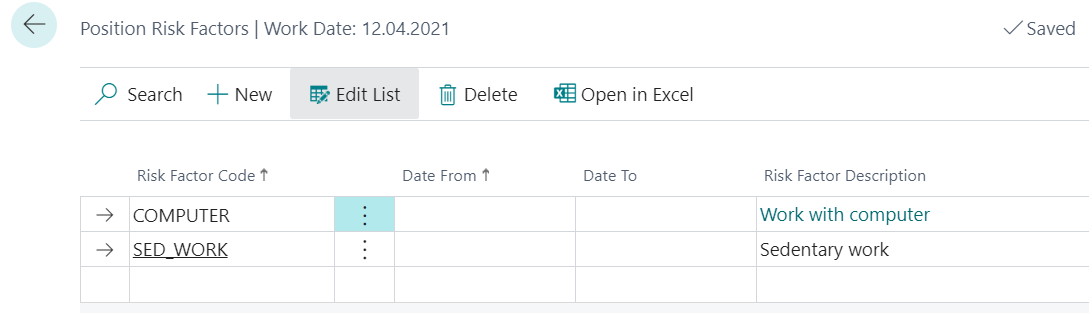 Position Risk Factors | Work Date: 12.04.2021
Saved
Search New Edit List Delete Open in Excel
Risk Factor Code Date From Date To Risk Factor Description
COMPUTER Work with computer
SED_WORK Sedentary work